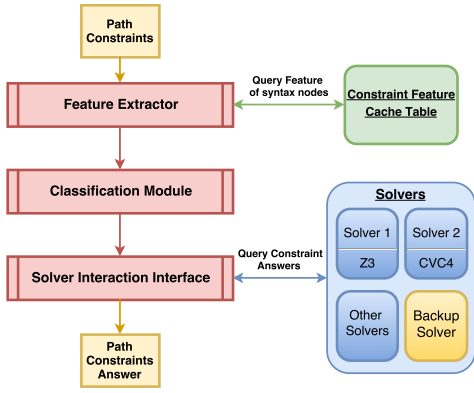 Path
Constraints
Feature Extractor
Query Feature
of syntax nodes
Constraint Feature
Cache Table
Classification Module
Solver Interaction Interface
Query Constraint
Answers
Solvers
Solver 1
Z3
Solver 2
CVC4
Other
Solvers
Backup
Solver
Path
Constraints
Answer